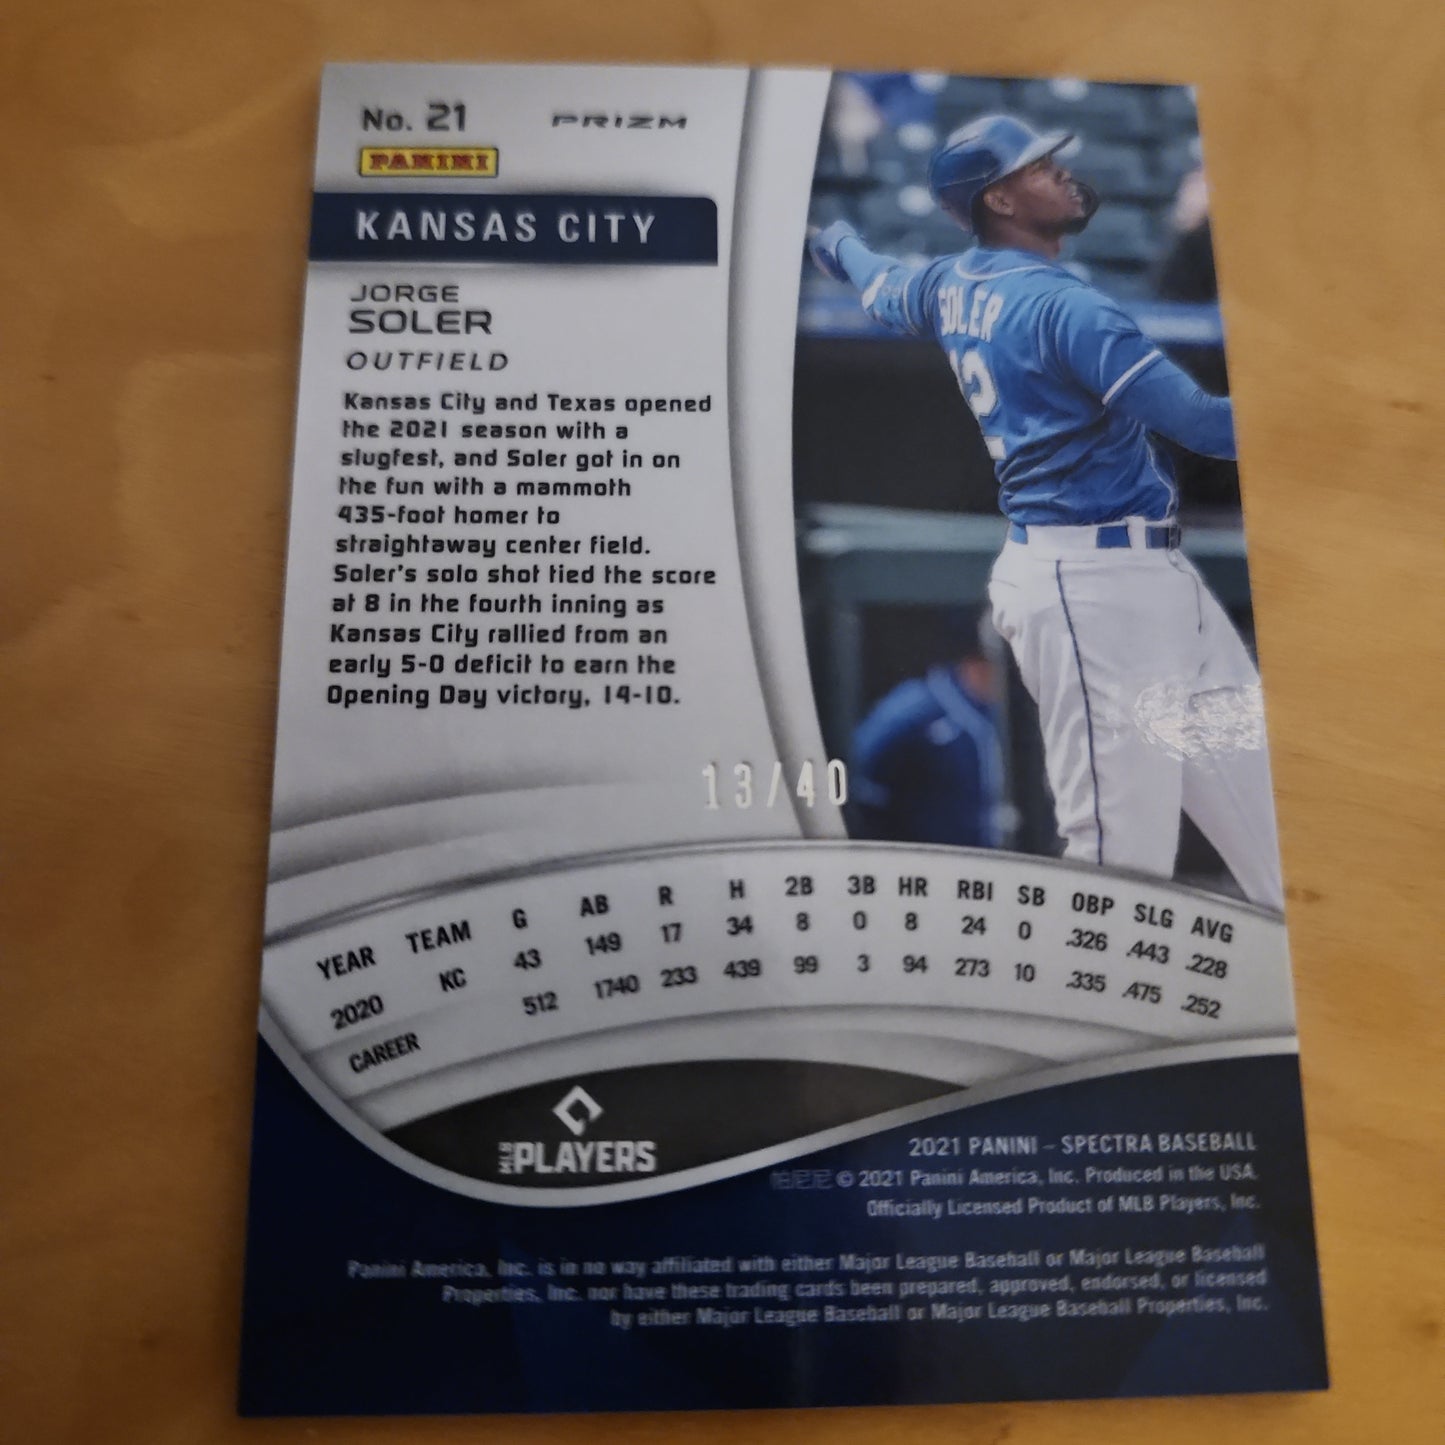 No. 21 PRIZM
PANINI
KANSAS CITY
JORGE
SOLER
OUTFIELD
Kansas City and Texas opened
the 2021 season with a
slugfest, and Soler got in on
the fun with a mammoth
435-foot homer to
straightaway center field.
Soler's solo shot tied the score
at 8 in the fourth inning as
Kansas City rallied from an
early 5-0 deficit to earn the
Opening Day victory, 14-10.
SOLER
12
13/40
YEAR TEAM G AB R H 2B 3B HR RBI SB OBP SLG AVG
2020 KC 43 149 17 34 8 0 8 24 0 .326 .443 .228
CAREER 512 1740 233 439 99 3 94 273 10 .335 .475 .252
MLB PLAYERS
2021 PANINI – SPECTRA BASEBALL
帕尼尼 © 2021 Panini America, Inc. Produced in the USA.
Officially Licensed Product of MLB Players, Inc.
Panini America, Inc. is in no way affiliated with either Major League Baseball or Major League Baseball
Properties, Inc. nor have these trading cards been prepared, approved, endorsed, or licensed
by either Major League Baseball or Major League Baseball Properties, Inc.